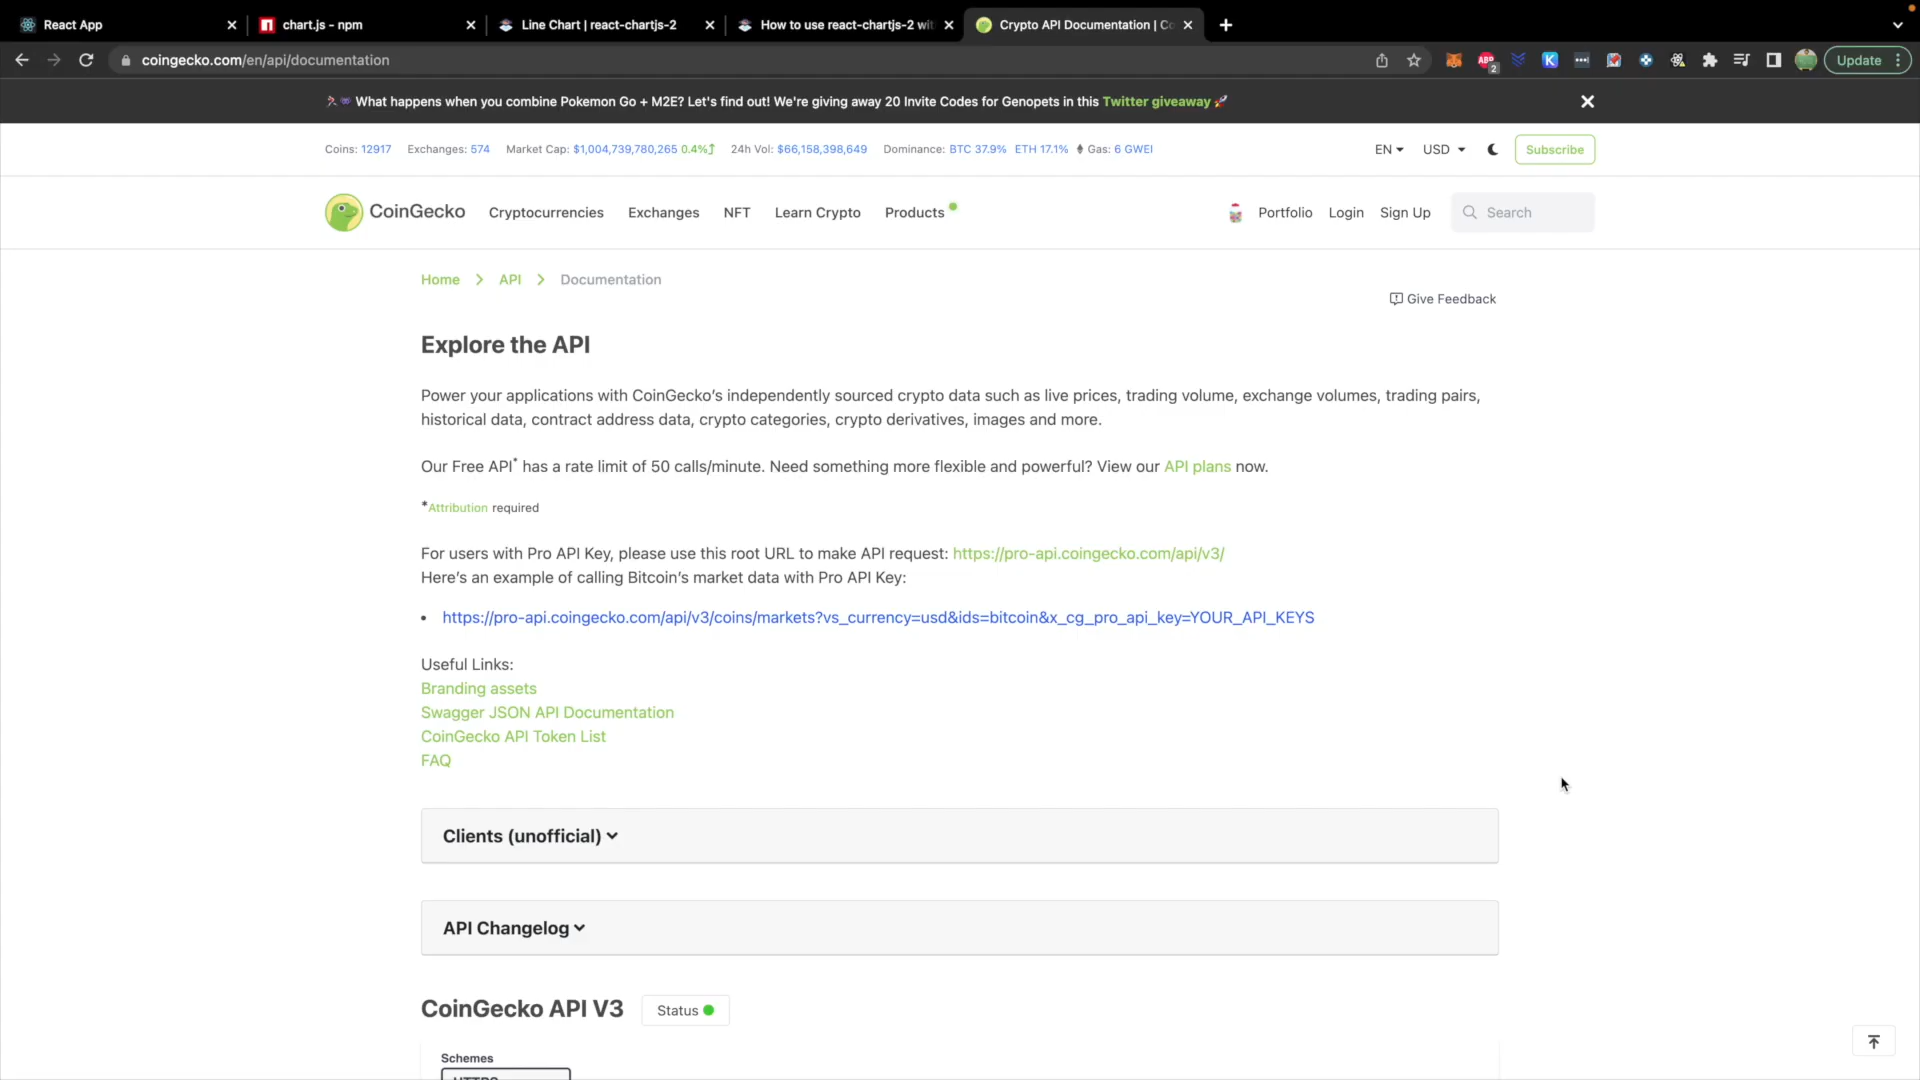 React App
chart.js - npm
Line Chart | react-chartjs-2
How to use react-chartjs-2 wit
Crypto API Documentation | Co
coingecko.com/en/api/documentation
ABP
2
K
Update
What happens when you combine Pokemon Go + M2E? Let's find out! We're giving away 20 Invite Codes for Genopets in this Twitter giveaway
Coins: 12917 Exchanges: 574 Market Cap: $1,004,739,780,265 0.4% 24h Vol: $66,158,398,649 Dominance: BTC 37.9% ETH 17.1% Gas: 6 GWEI
EN USD Subscribe
CoinGecko Cryptocurrencies Exchanges NFT Learn Crypto Products Portfolio Login Sign Up Search
Home > API > Documentation
Give Feedback
Explore the API
Power your applications with CoinGecko's independently sourced crypto data such as live prices, trading volume, exchange volumes, trading pairs,
historical data, contract address data, crypto categories, crypto derivatives, images and more.
Our Free API* has a rate limit of 50 calls/minute. Need something more flexible and powerful? View our API plans now.
*Attribution required
For users with Pro API Key, please use this root URL to make API request: https://pro-api.coingecko.com/api/v3/
Here's an example of calling Bitcoin's market data with Pro API Key:
• https://pro-api.coingecko.com/api/v3/coins/markets?vs_currency=usd&ids=bitcoin&x_cg_pro_api_key=YOUR_API_KEYS
Useful Links:
Branding assets
Swagger JSON API Documentation
CoinGecko API Token List
FAQ
Clients (unofficial)
API Changelog
CoinGecko API V3 Status
Schemes
HTTPS